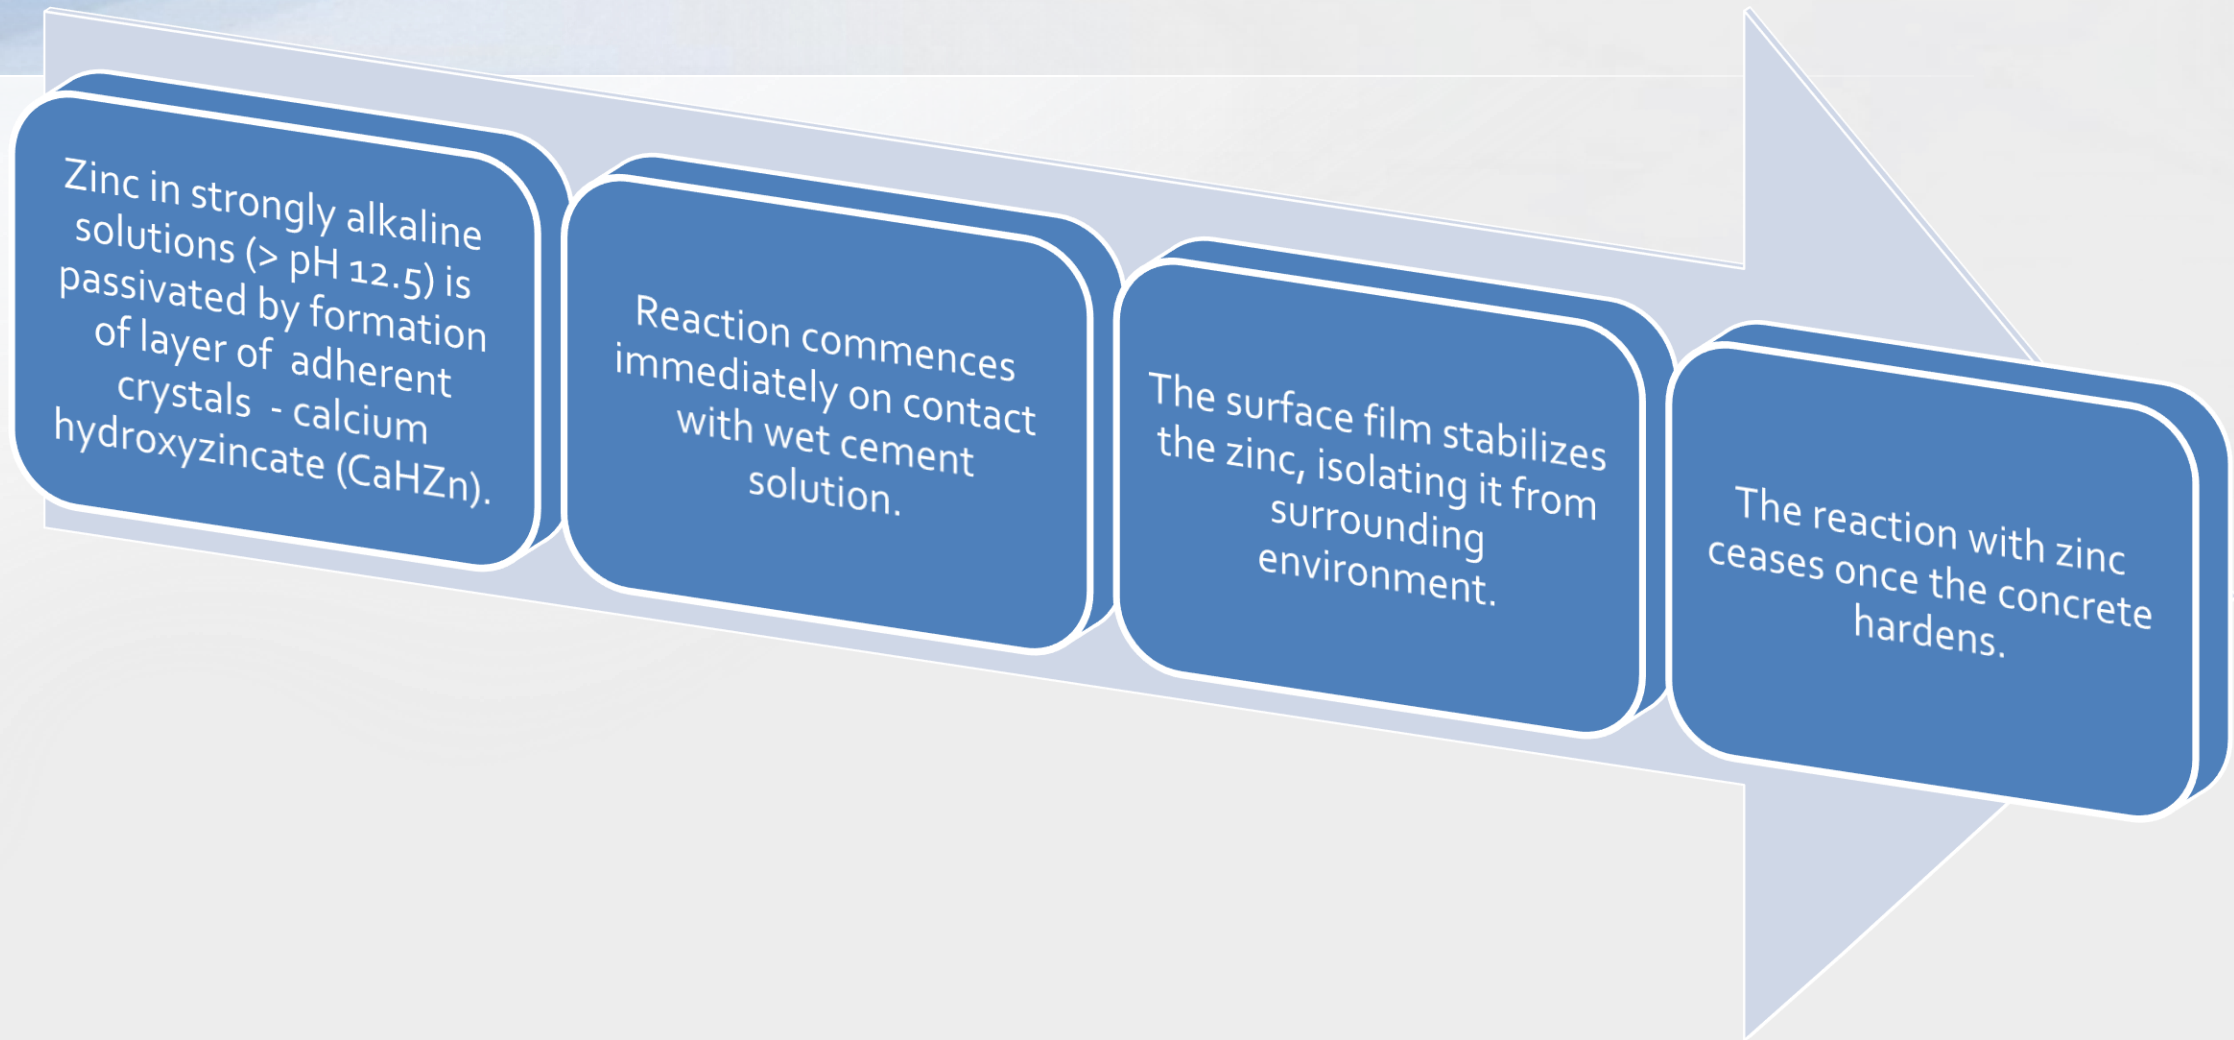 Zinc in strongly alkaline
solutions (> pH 12.5) is
passivated by formation
of layer of adherent
crystals - calcium
hydroxyzincate (CaHZn).
Reaction commences
immediately on contact
with wet cement
solution.
The surface film stabilizes
the zinc, isolating it from
surrounding
environment.
The reaction with zinc
ceases once the concrete
hardens.